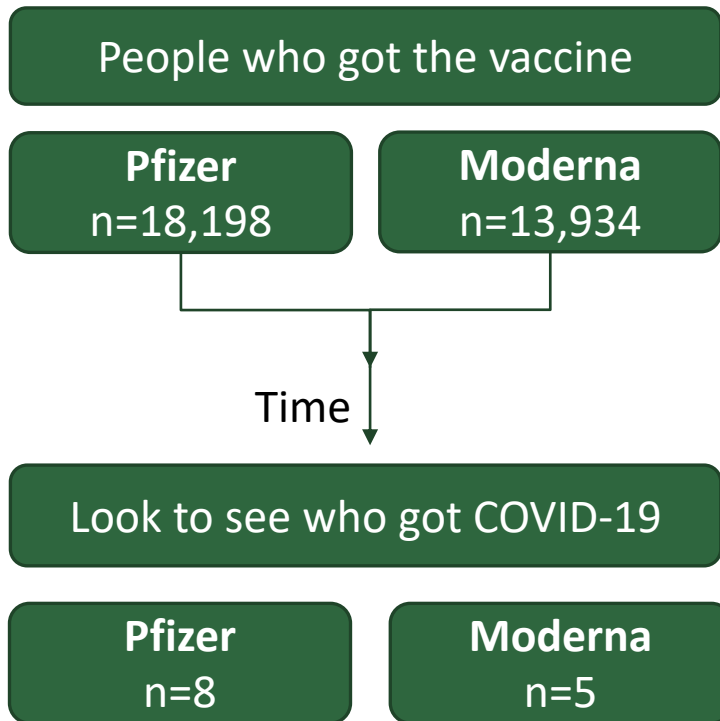 People who got the vaccine
Pfizer
n=18,198
Moderna
n=13,934
Time
Look to see who got COVID-19
Pfizer
n=8
Moderna
n=5